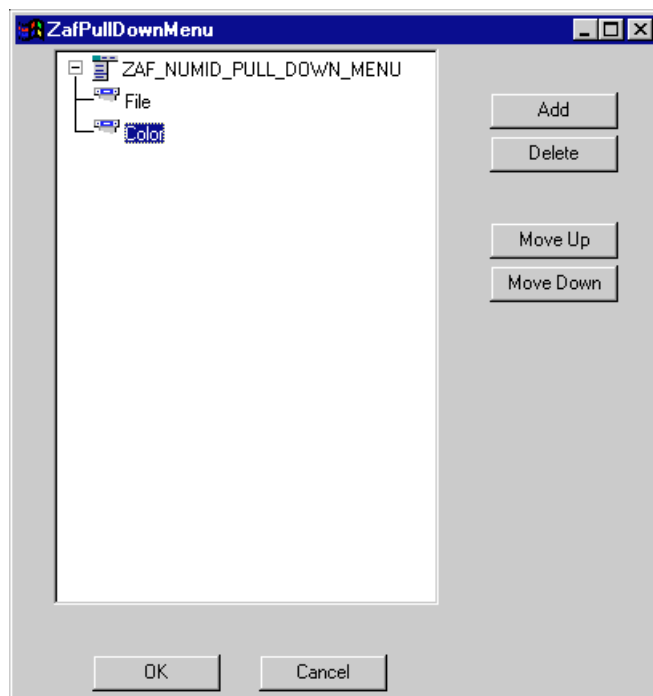 ZafPullDownMenu
ZAF_NUMID_PULL_DOWN_MENU
File
Color
Add
Delete
Move Up
Move Down
OK
Cancel